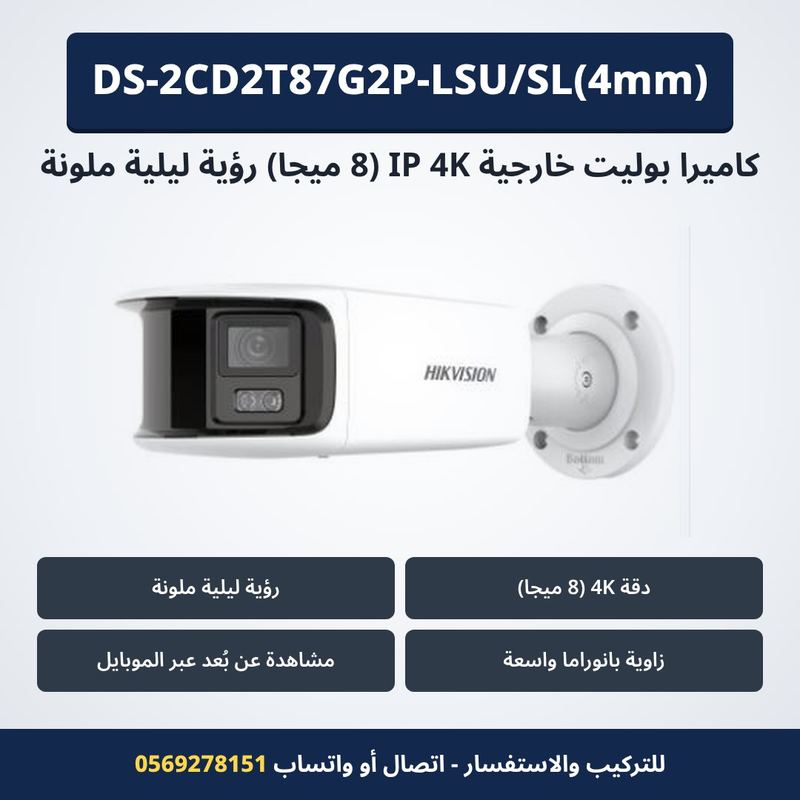 DS-2CD2T87G2P-LSU/SL(4mm)
كاميرا بوليت خارجية IP 4K (8 ميجا) رؤية ليلية ملونة
HIKVISION
Bottom
دقة 4K (8 ميجا)
رؤية ليلية ملونة
زاوية بانوراما واسعة
مشاهدة عن بُعد عبر الموبايل
للتركيب والاستفسار - اتصال أو واتساب 0569278151